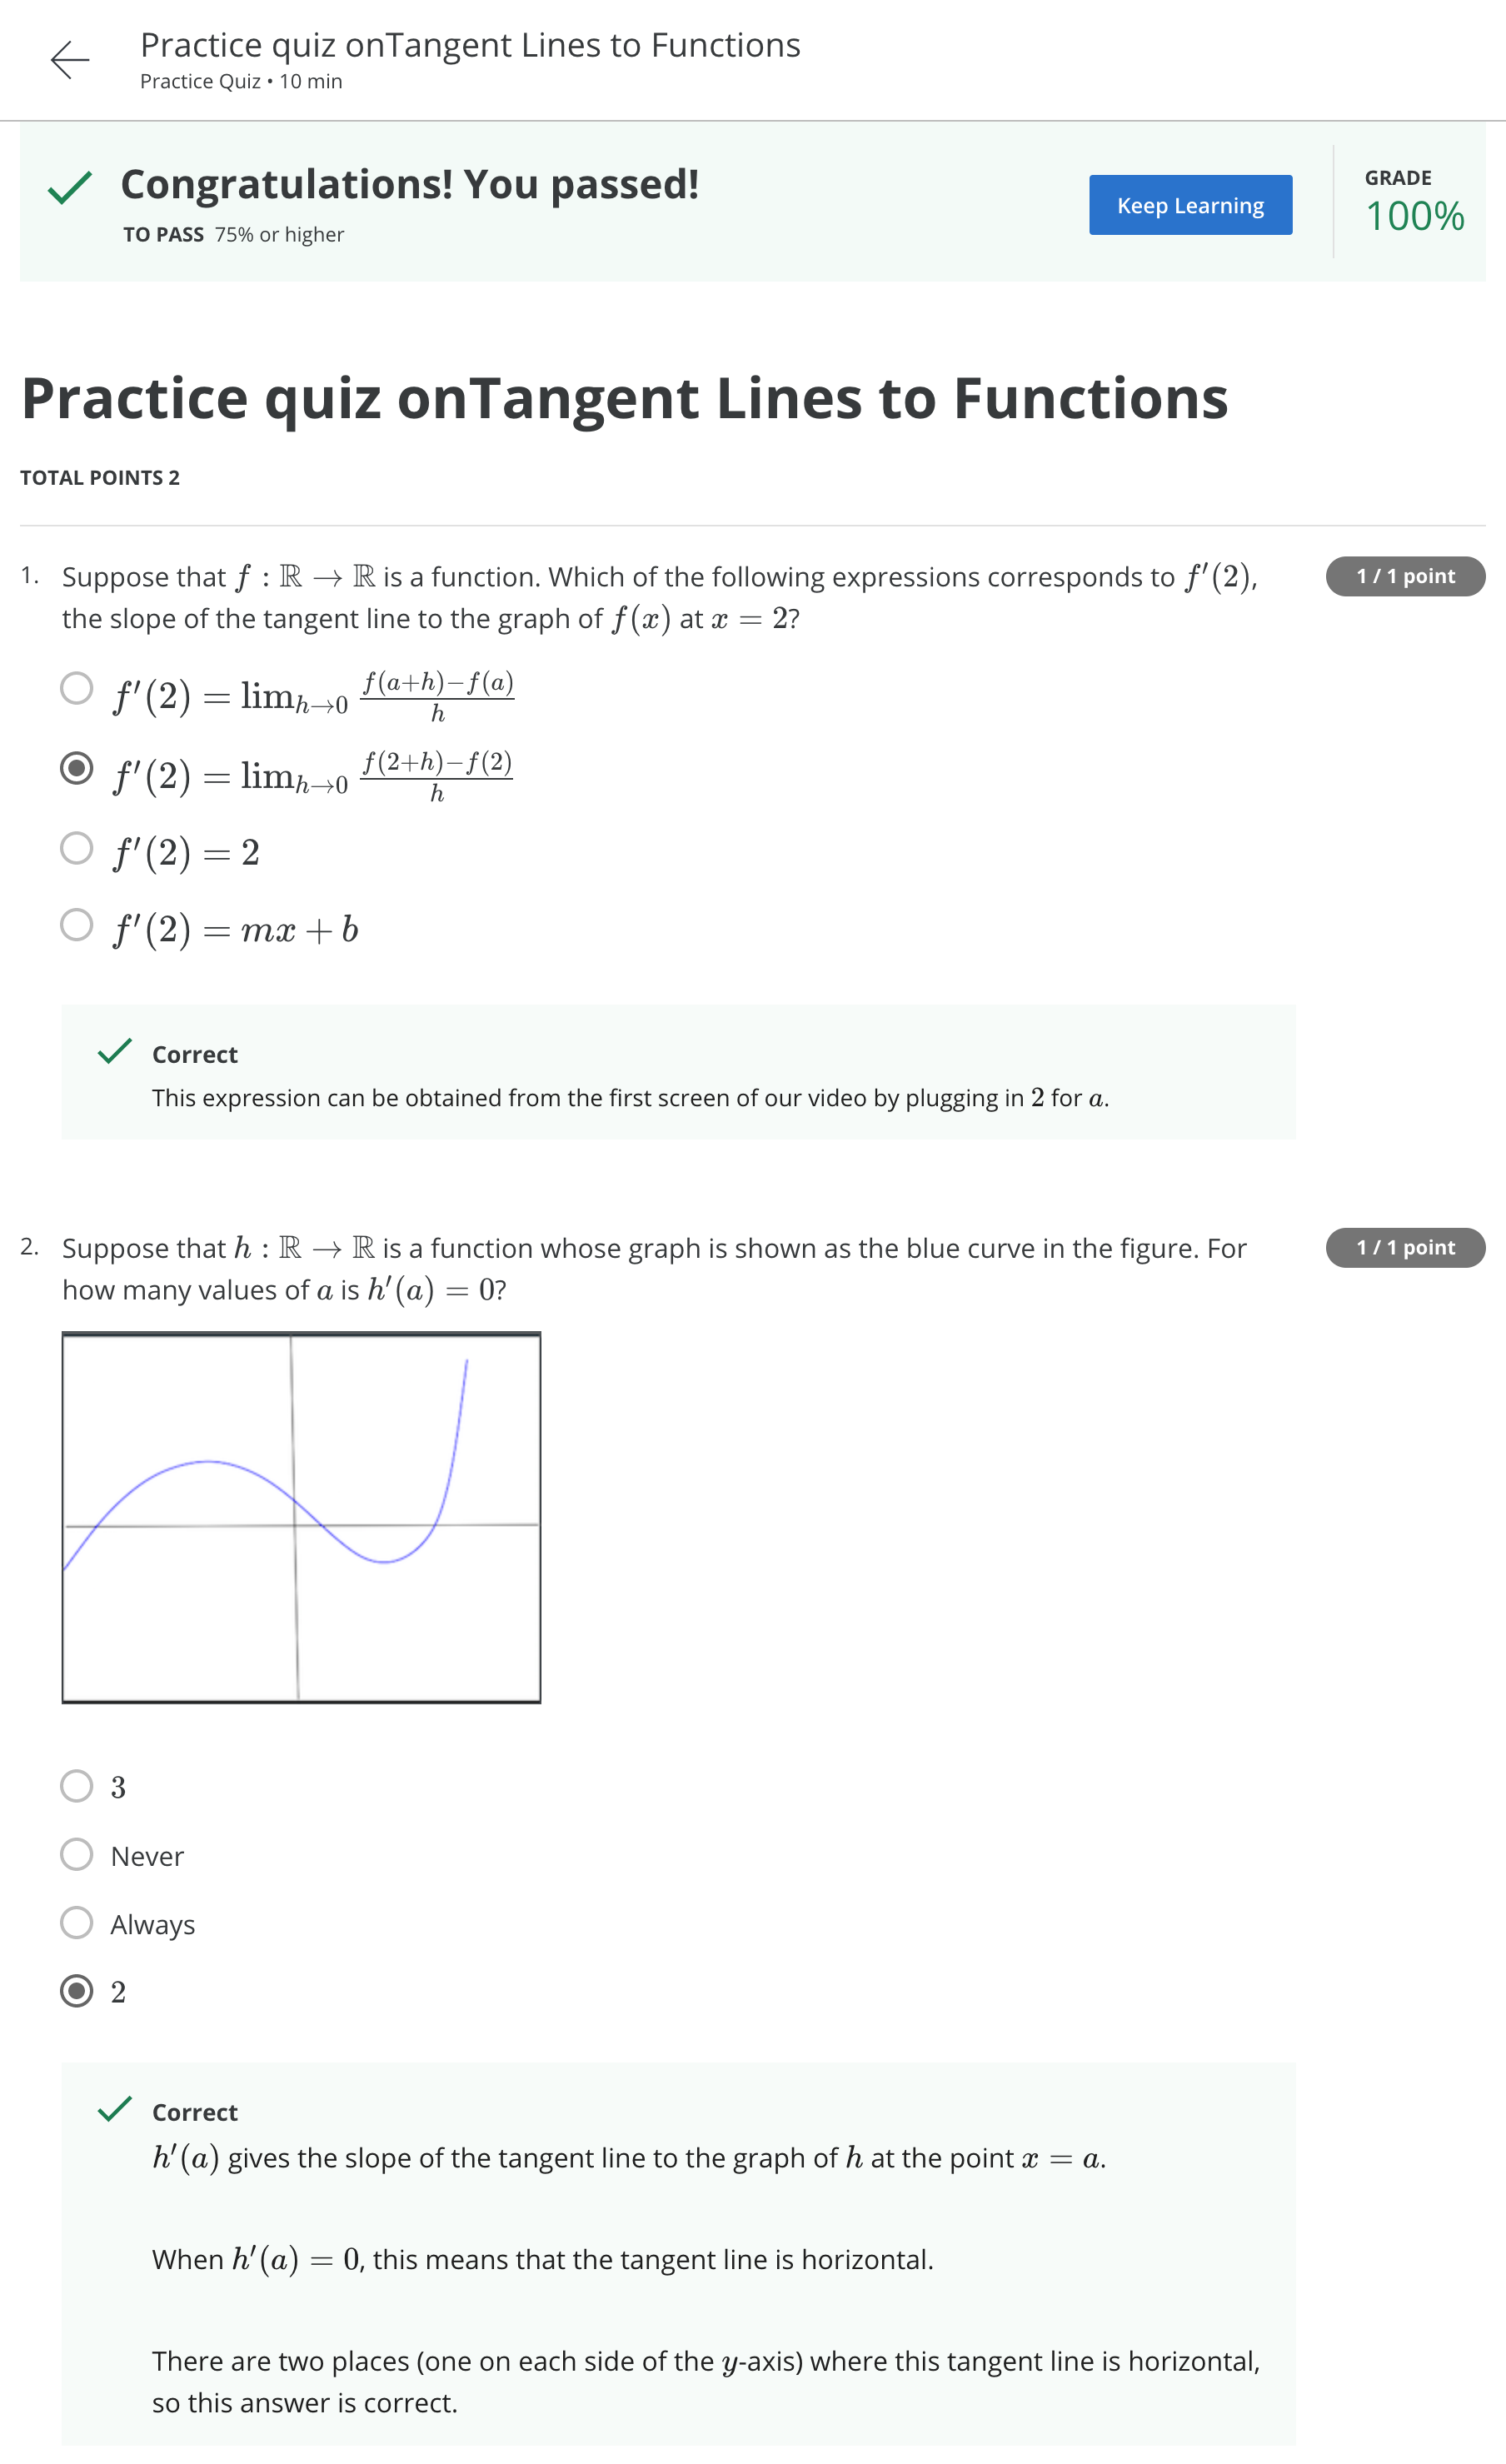 Practice quiz onTangent Lines to Functions
Practice Quiz • 10 min
Congratulations! You passed!
TO PASS 75% or higher
Keep Learning
GRADE
100%
Practice quiz onTangent Lines to Functions
TOTAL POINTS 2
1. Suppose that f : ℝ → ℝ is a function. Which of the following expressions corresponds to f′(2),
the slope of the tangent line to the graph of f(x) at x = 2?
1 / 1 point
f′(2) = lim_{h→0} \frac{f(a+h)−f(a)}{h}
f′(2) = lim_{h→0} \frac{f(2+h)−f(2)}{h}
f′(2) = 2
f′(2) = mx + b
Correct
This expression can be obtained from the first screen of our video by plugging in 2 for a.
2. Suppose that h : ℝ → ℝ is a function whose graph is shown as the blue curve in the figure. For
how many values of a is h′(a) = 0?
1 / 1 point
3
Never
Always
2
Correct
h′(a) gives the slope of the tangent line to the graph of h at the point x = a.
When h′(a) = 0, this means that the tangent line is horizontal.
There are two places (one on each side of the y-axis) where this tangent line is horizontal,
so this answer is correct.